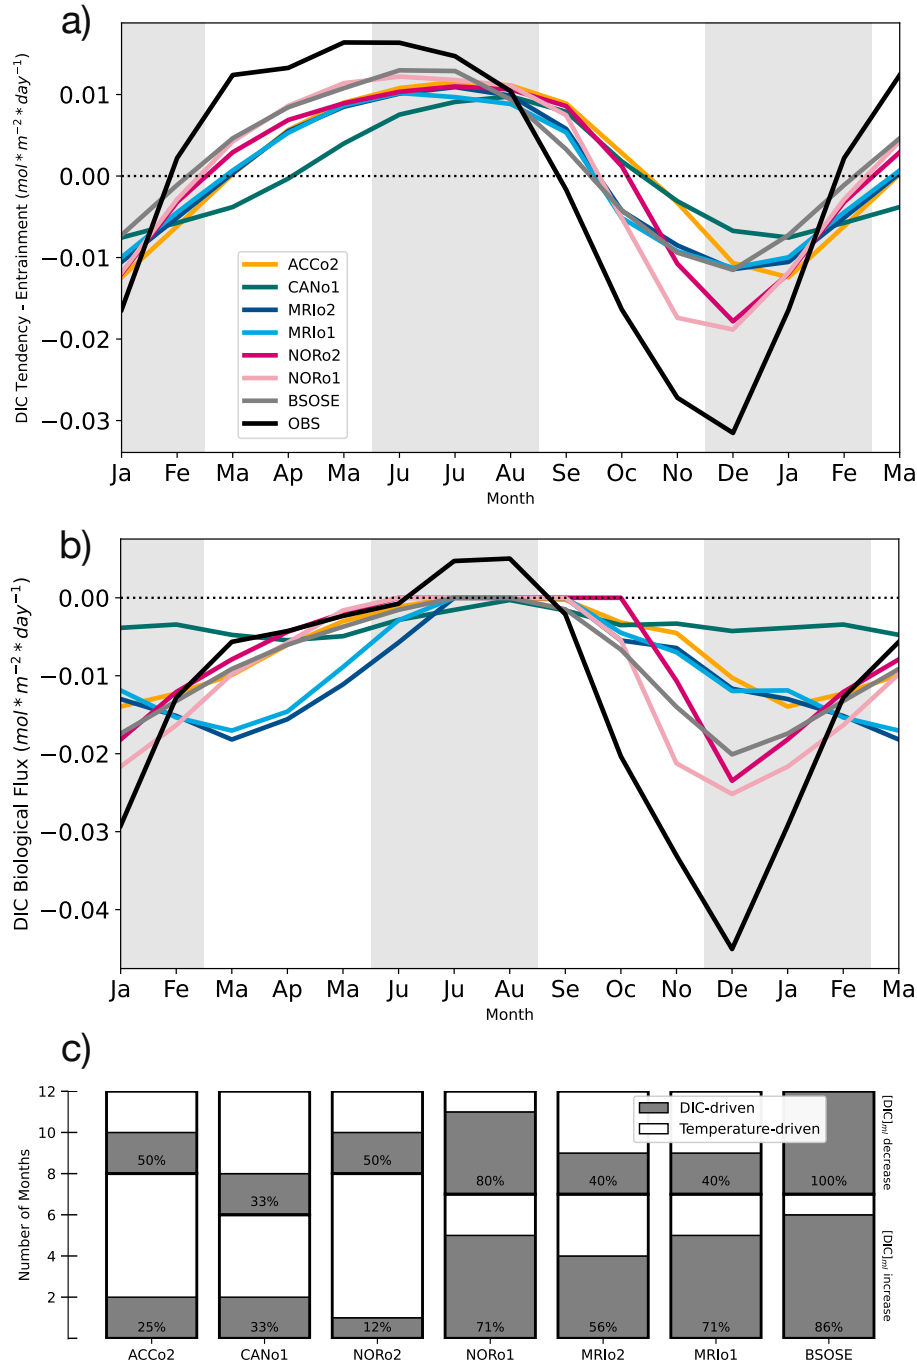 a)
DIC Tendency - Entrainment (mol * m⁻² * day⁻¹)
0.01
0.00
−0.01
−0.02
−0.03
ACCo2
CANo1
MRIo2
MRIo1
NORo2
NORo1
BSOSE
OBS
Ja Fe Ma Ap Ma Ju Ju Au Se Oc No De Ja Fe Ma
Month
b)
DIC Biological Flux (mol * m⁻² * day⁻¹)
0.00
−0.01
−0.02
−0.03
−0.04
Ja Fe Ma Ap Ma Ju Ju Au Se Oc No De Ja Fe Ma
Month
c)
Number of Months
12
10
8
6
4
2
DIC-driven
Temperature-driven
50% 33% 50% 80% 40% 40% 100%
25% 33% 12% 71% 56% 71% 86%
[DIC]ₘₗ decrease
[DIC]ₘₗ increase
ACCo2 CANo1 NORo2 NORo1 MRIo2 MRIo1 BSOSE